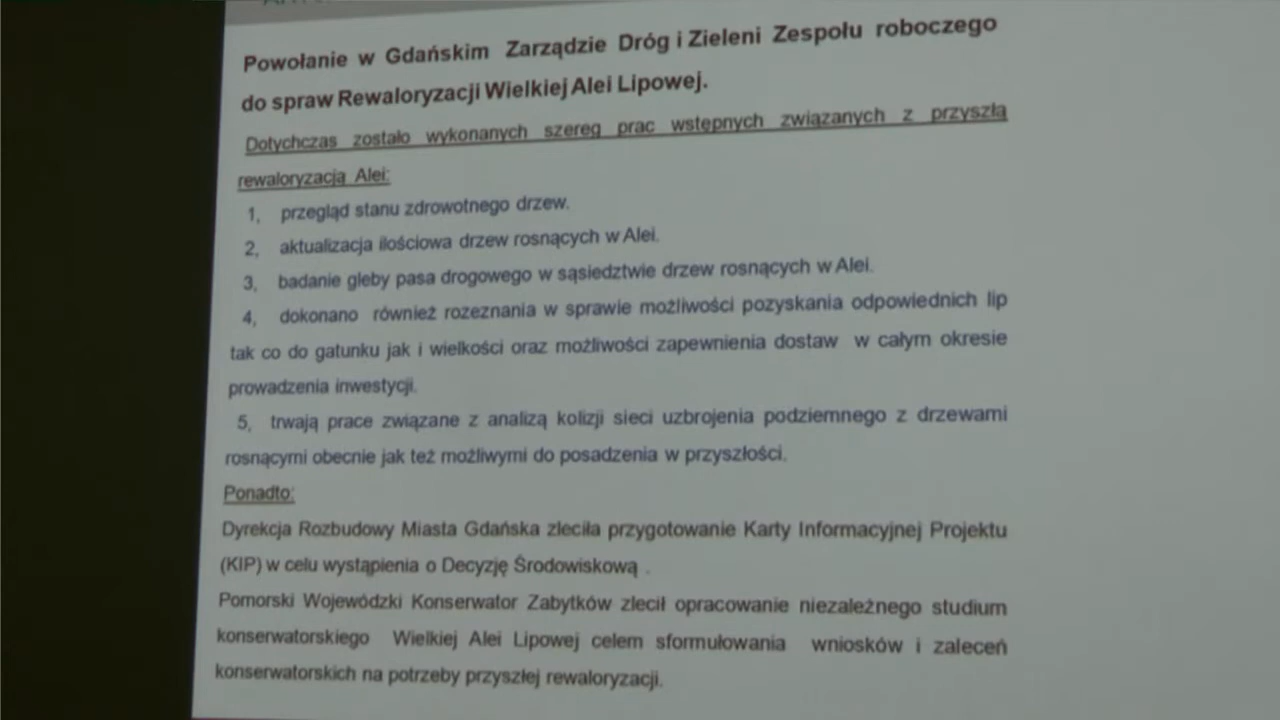 Powołanie w Gdańskim Zarządzie Dróg i Zieleni Zespołu roboczego
do spraw Rewaloryzacji Wielkiej Alei Lipowej.
Dotychczas zostało wykonanych szereg prac wstępnych związanych z przyszłą
rewaloryzacją Alei:
1, przegląd stanu zdrowotnego drzew.
2, aktualizacja ilościowa drzew rosnących w Alei.
3, badanie gleby pasa drogowego w sąsiedztwie drzew rosnących w Alei.
4, dokonano również rozeznania w sprawie możliwości pozyskania odpowiednich lip
tak co do gatunku jak i wielkości oraz możliwości zapewnienia dostaw w całym okresie
prowadzenia inwestycji.
5, trwają prace związane z analizą kolizji sieci uzbrojenia podziemnego z drzewami
rosnącymi obecnie jak też możliwymi do posadzenia w przyszłości.
Ponadto:
Dyrekcja Rozbudowy Miasta Gdańska zleciła przygotowanie Karty Informacyjnej Projektu
(KIP) w celu wystąpienia o Decyzję Środowiskową .
Pomorski Wojewódzki Konserwator Zabytków zlecił opracowanie niezależnego studium
konserwatorskiego Wielkiej Alei Lipowej celem sformułowania wniosków i zaleceń
konserwatorskich na potrzeby przyszłej rewaloryzacji.